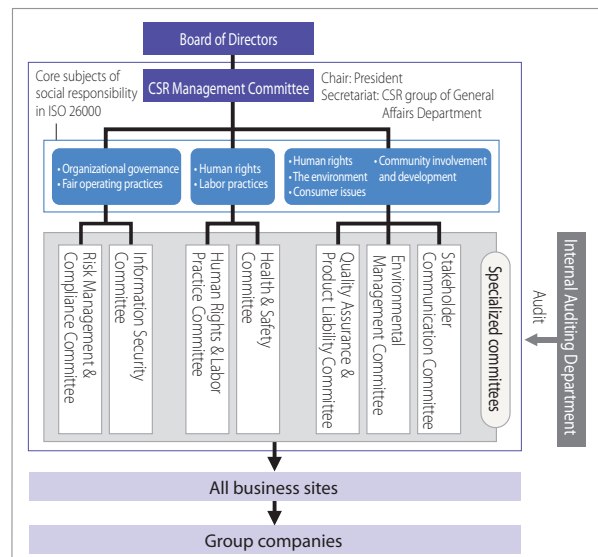 Board of Directors
Core subjects of
social responsibility
in ISO 26000
CSR Management Committee
Chair: President
Secretariat: CSR group of General
Affairs Department
• Organizational governance
• Fair operating practices
• Human rights
• Labor practices
• Human rights
• The environment
• Consumer issues
• Community involvement
and development
Risk Management &
Compliance Committee
Information Security
Committee
Human Rights & Labor
Practice Committee
Health & Safety
Committee
Quality Assurance &
Product Liability Committee
Environmental
Management Committee
Stakeholder
Communication Committee
Specialized committees
Audit
Internal Auditing Department
All business sites
Group companies